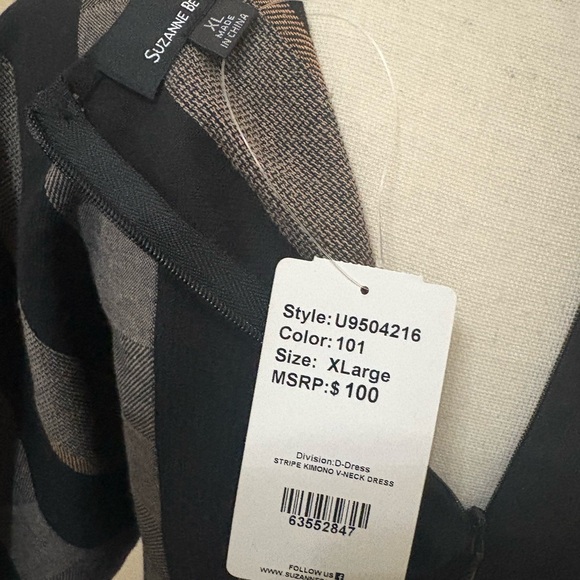 SUZANNE BE
XL
MADE
IN CHINA
Style: U9504216
Color: 101
Size: XLarge
MSRP:$ 100
Division:D-Dress
STRIPE KIMONO V-NECK DRESS
63552847
FOLLOW US
WWW.SUZANNE